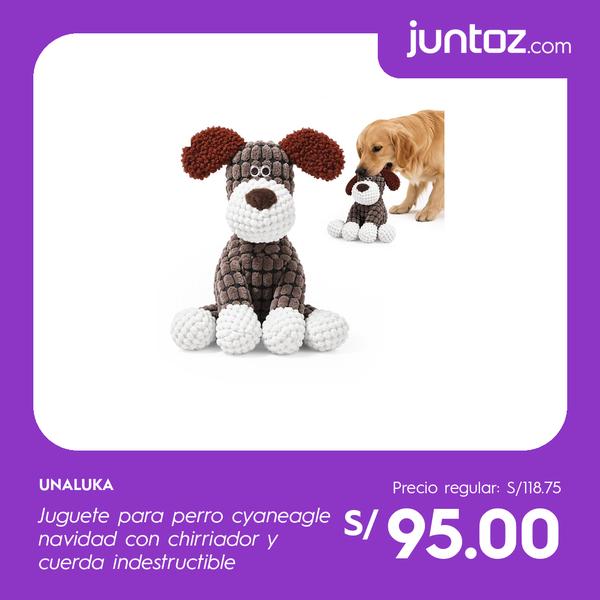 juntoz.com
UNALUKA
Juguete para perro cyaneagle
navidad con chirriador y
cuerda indestructible
Precio regular: S/118.75
S/ 95.00